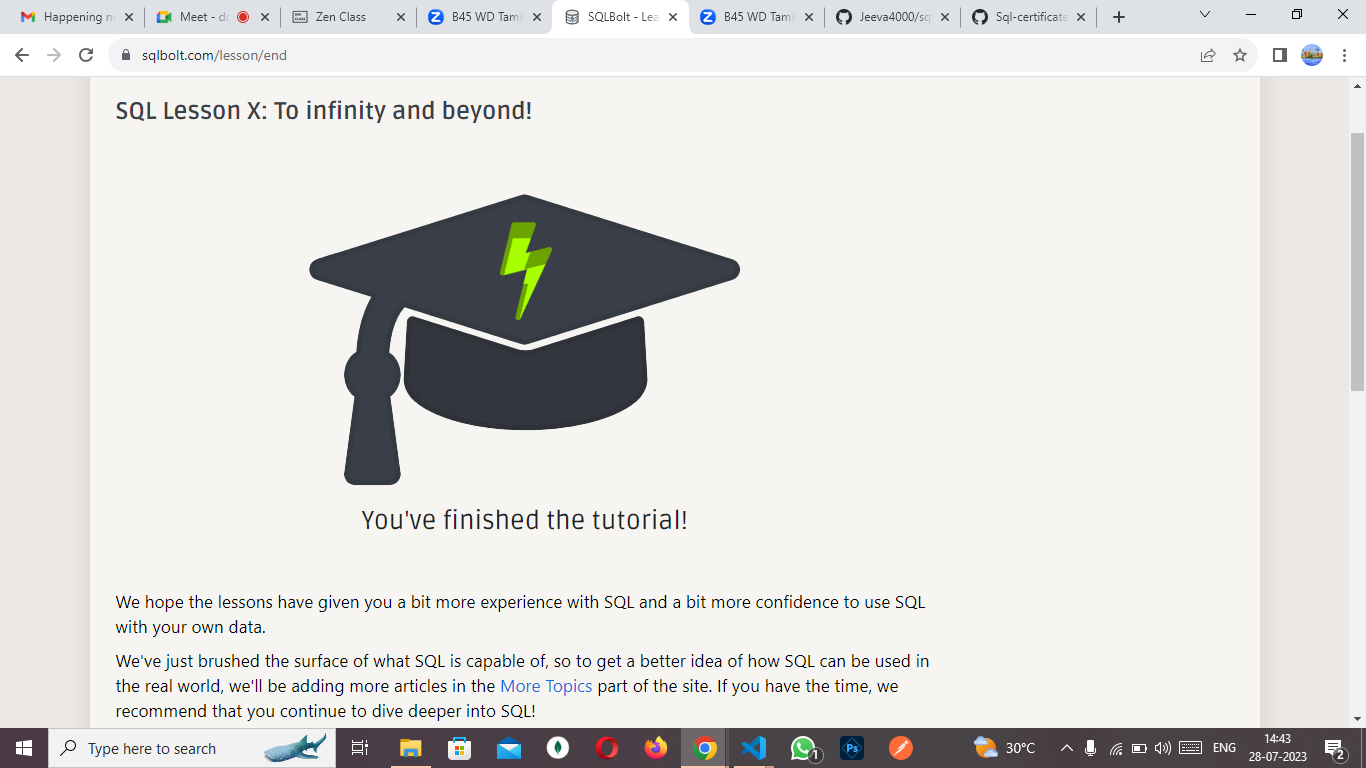 Happening no
Meet - do
Zen Class
B45 WD Tami
SQLBolt - Lea
B45 WD Tami
Jeeva4000/sq
Sql-certificate
sqlbolt.com/lesson/end
SQL Lesson X: To infinity and beyond!
You've finished the tutorial!
We hope the lessons have given you a bit more experience with SQL and a bit more confidence to use SQL
with your own data.
We've just brushed the surface of what SQL is capable of, so to get a better idea of how SQL can be used in
the real world, we'll be adding more articles in the More Topics part of the site. If you have the time, we
recommend that you continue to dive deeper into SQL!
Type here to search
1
Ps
30°C
ENG
14:43
28-07-2023
2